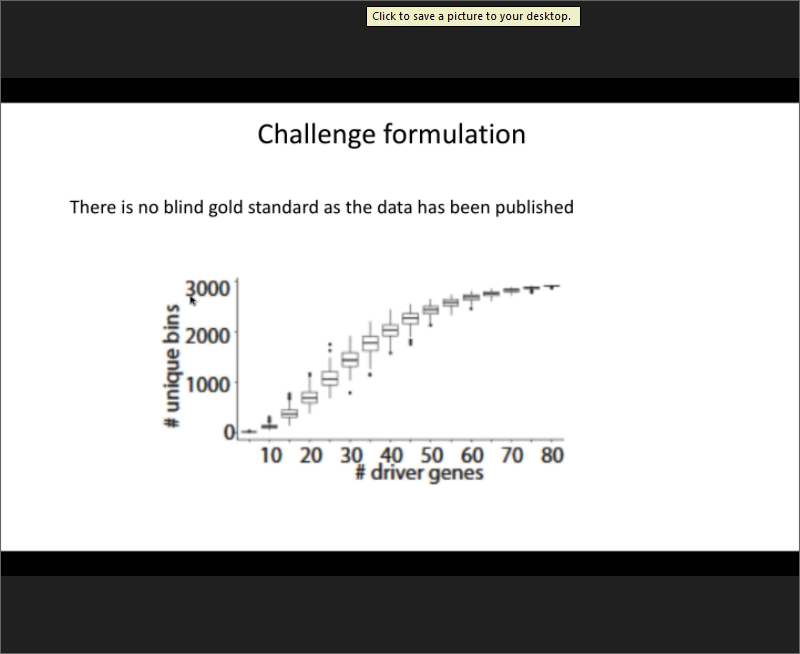 Click to save a picture to your desktop.
Challenge formulation
There is no blind gold standard as the data has been published
# unique bins
3000
2000
1000
0
10 20 30 40 50 60 70 80
# driver genes